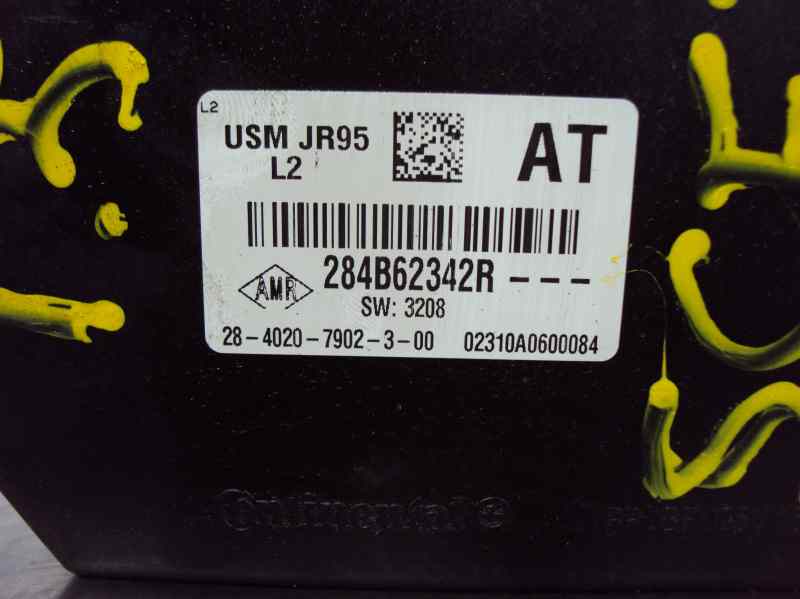 L2
USM JR95
L2
AT
284B62342R---
AMR
SW: 3208
28-4020-7902-3-00 02310A0600084
Continental